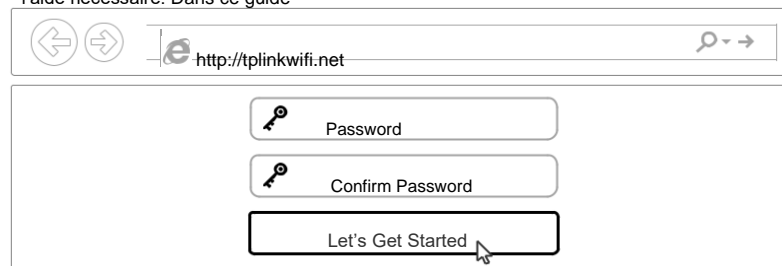 l'aide nécessaire. Dans ce guide
http://tplinkwifi.net
Password
Confirm Password
Let's Get Started